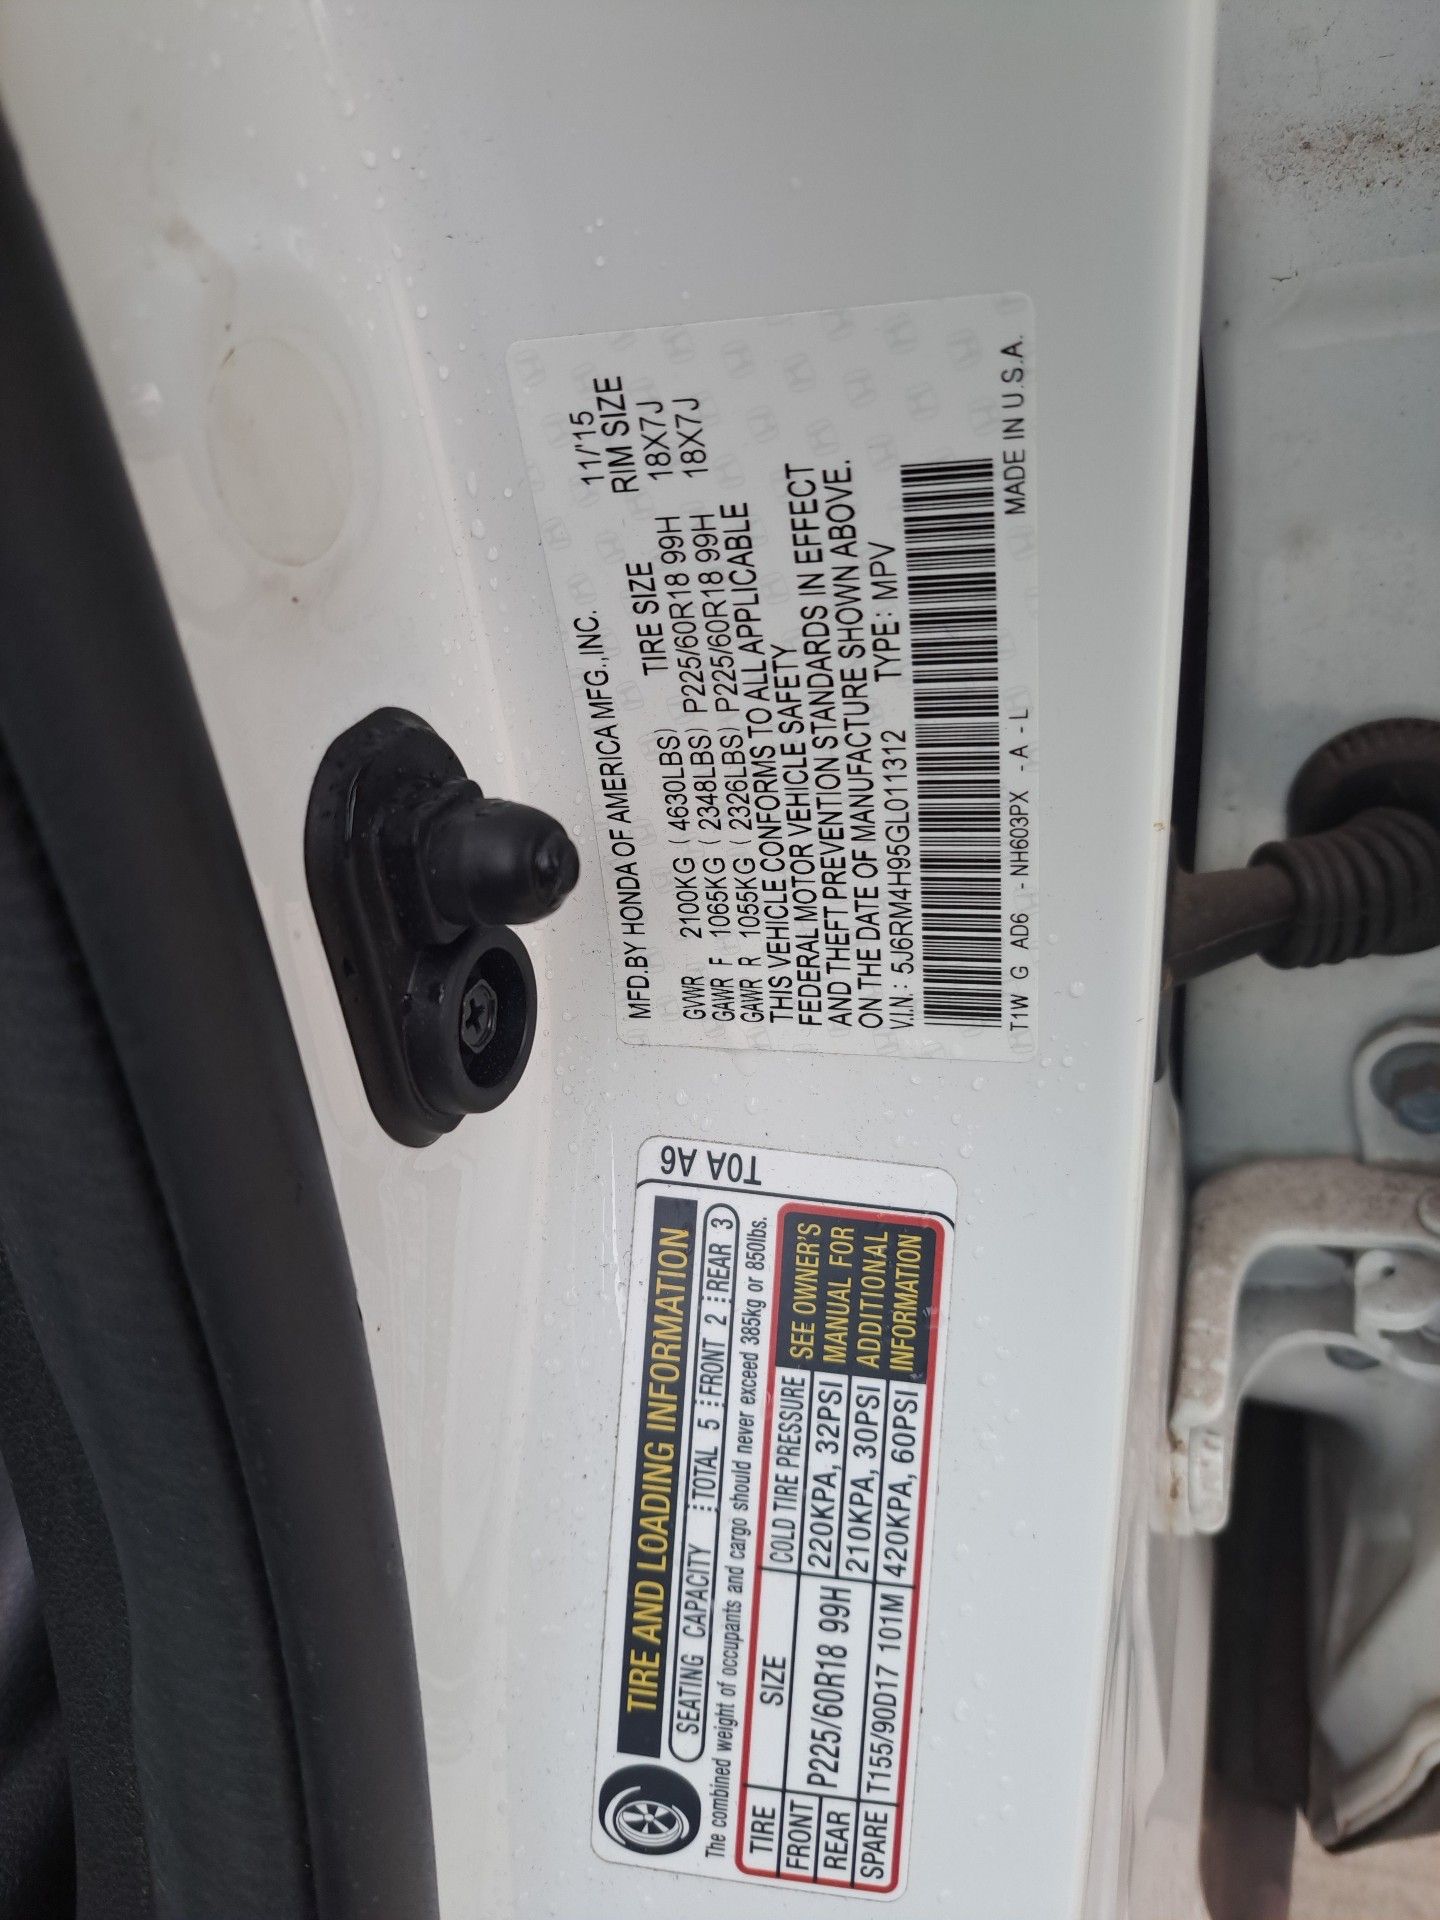 MFD.BY HONDA OF AMERICA MFG.,INC. 11/'15
TIRE SIZE RIM SIZE
GVWR 2100KG ( 4630LBS) P225/60R18 99H 18X7J
GAWR F 1065KG ( 2348LBS) P225/60R18 99H 18X7J
GAWR R 1055KG ( 2326LBS)
THIS VEHICLE CONFORMS TO ALL APPLICABLE
FEDERAL MOTOR VEHICLE SAFETY
AND THEFT PREVENTION STANDARDS IN EFFECT
ON THE DATE OF MANUFACTURE SHOWN ABOVE.
V.I.N.: 5J6RM4H95GL011312 TYPE: MPV
T1W G AD6 - NH603PX - A - L MADE IN U.S.A.
TIRE AND LOADING INFORMATION
SEATING CAPACITY TOTAL 5 FRONT 2 REAR 3
The combined weight of occupants and cargo should never exceed 385kg or 850lbs.
TIRE SIZE COLD TIRE PRESSURE
FRONT P225/60R18 99H 220KPA, 32PSI
REAR 210KPA, 30PSI
SPARE T155/90D17 101M 420KPA, 60PSI
SEE OWNER'S
MANUAL FOR
ADDITIONAL
INFORMATION
T0A A6